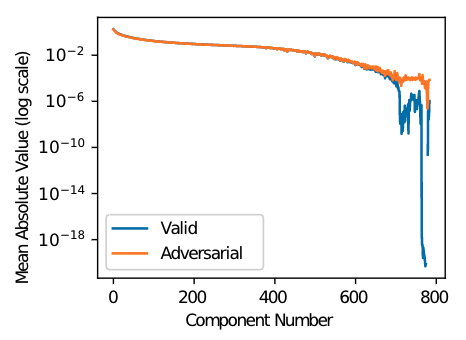 Mean Absolute Value (log scale)
10⁻²
10⁻⁶
10⁻¹⁰
10⁻¹⁴
10⁻¹⁸
Valid
Adversarial
0 200 400 600 800
Component Number